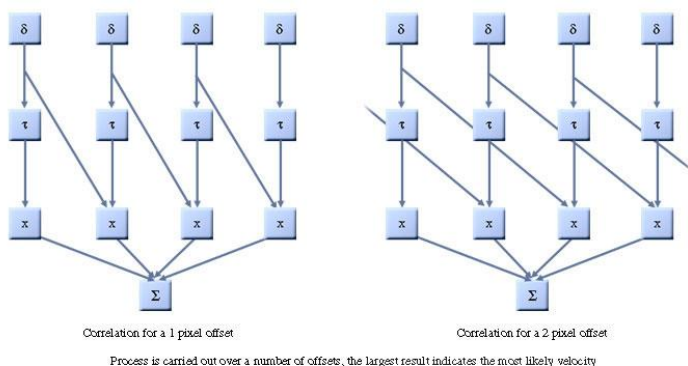 δ δ δ δ δ δ δ δ
τ τ τ τ τ τ τ τ
x x x x x x x x
Σ Σ
Correlation for a 1 pixel offset
Correlation for a 2 pixel offset
Process is carried out over a number of offsets, the largest result indicates the most likely velocity